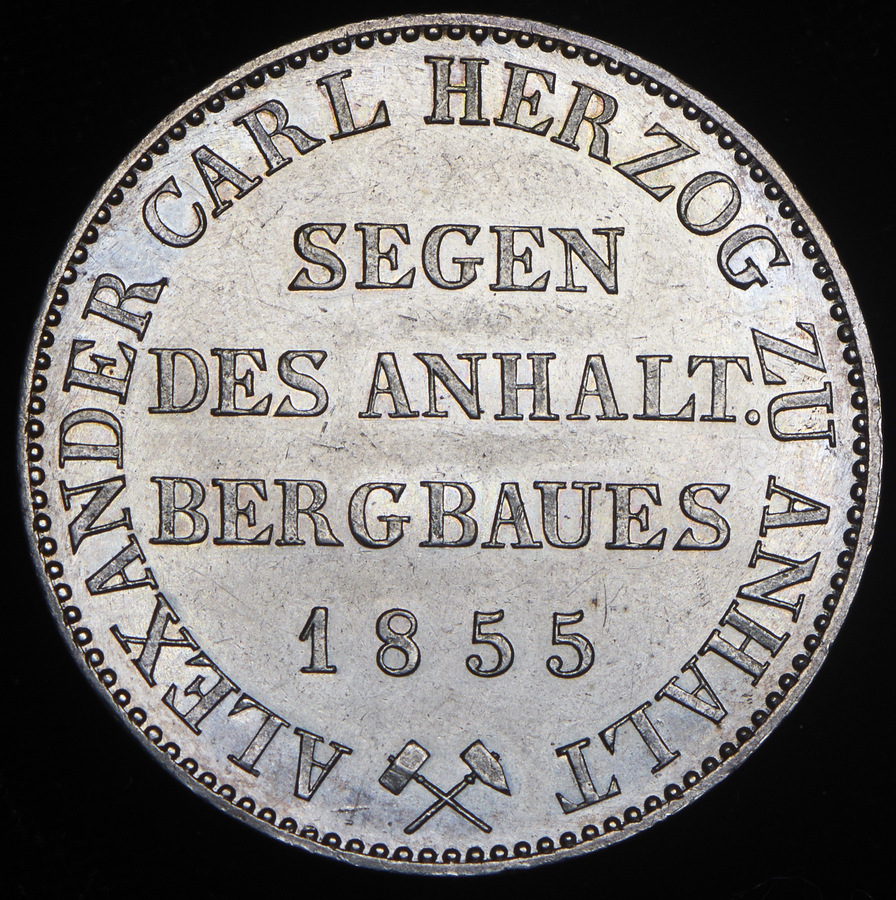 ALEXANDER CARL HERZOG ZU ANHALT
SEGEN
DES ANHALT.
BERGBAUES
1855